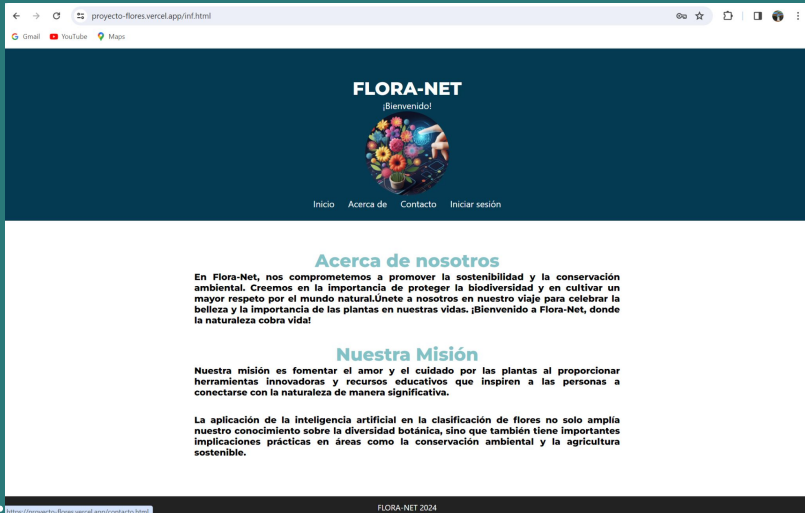 proyecto-flores.vercel.app/inf.html
Gmail YouTube Maps
FLORA-NET
¡Bienvenido!
Inicio Acerca de Contacto Iniciar sesión
Acerca de nosotros
En Flora-Net, nos comprometemos a promover la sostenibilidad y la conservación
ambiental. Creemos en la importancia de proteger la biodiversidad y en cultivar un
mayor respeto por el mundo natural.Únete a nosotros en nuestro viaje para celebrar la
belleza y la importancia de las plantas en nuestras vidas. ¡Bienvenido a Flora-Net, donde
la naturaleza cobra vida!
Nuestra Misión
Nuestra misión es fomentar el amor y el cuidado por las plantas al proporcionar
herramientas innovadoras y recursos educativos que inspiren a las personas a
conectarse con la naturaleza de manera significativa.
La aplicación de la inteligencia artificial en la clasificación de flores no solo amplía
nuestro conocimiento sobre la diversidad botánica, sino que también tiene importantes
implicaciones prácticas en áreas como la conservación ambiental y la agricultura
sostenible.
FLORA-NET 2024
https://proyecto-flores.vercel.app/contacto.html